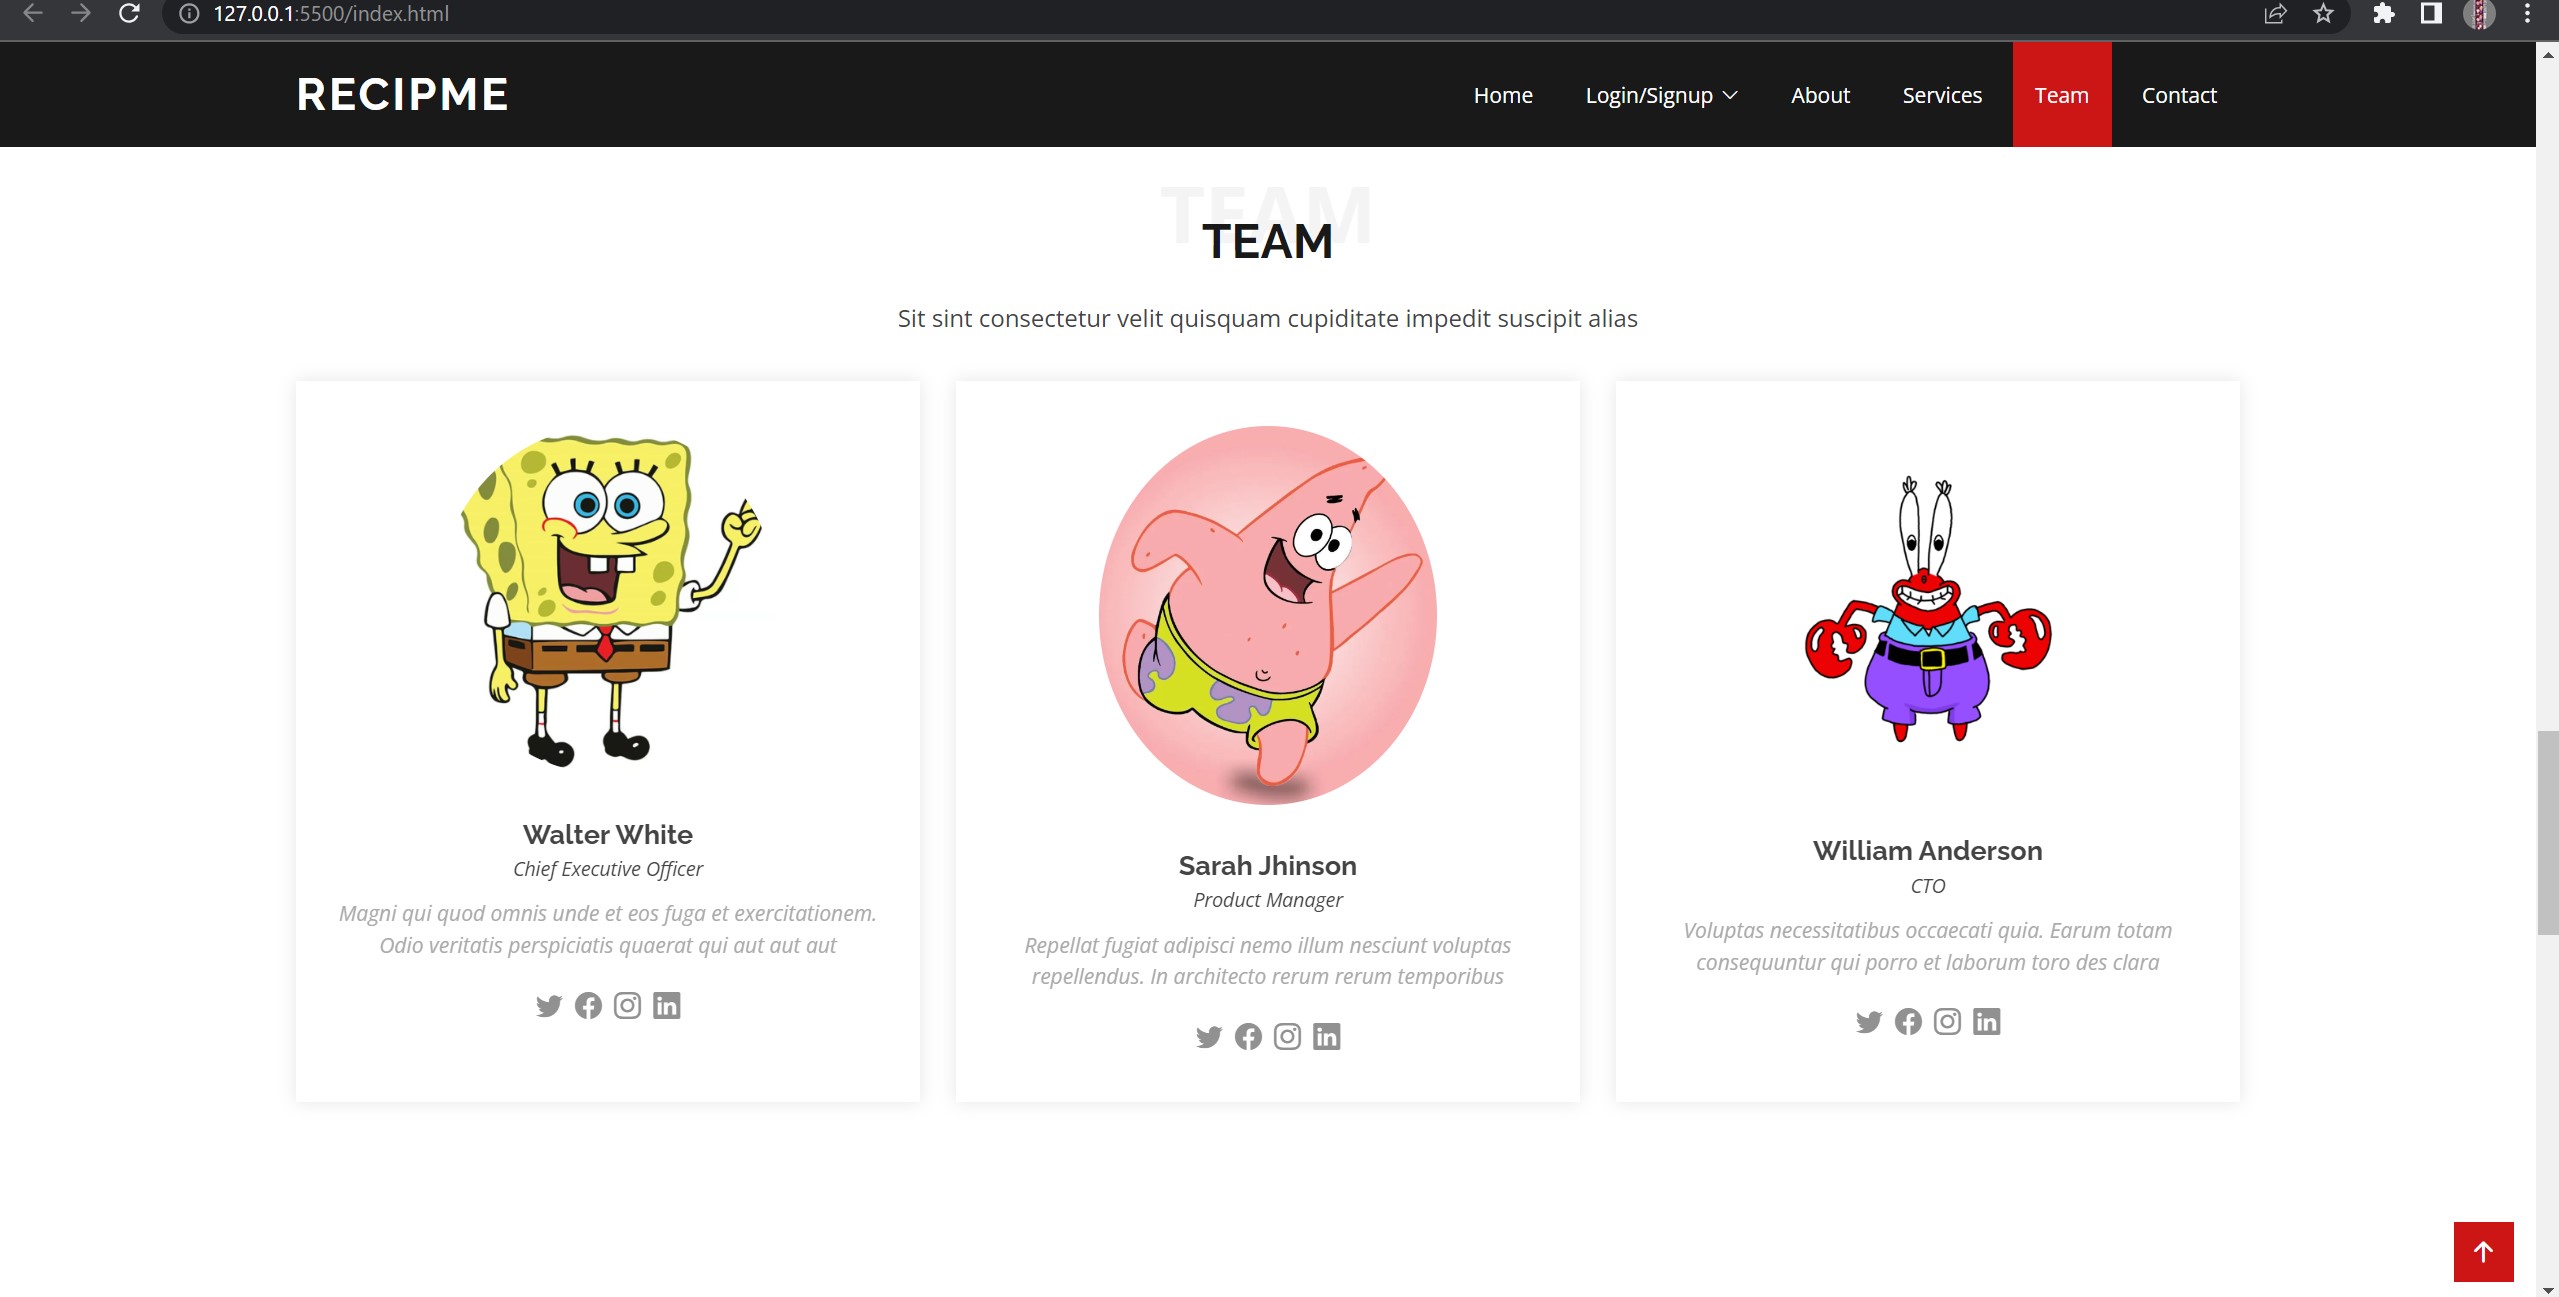 127.0.0.1:5500/index.html
RECIPME
Home
Login/Signup
About
Services
Team
Contact
TEAM
TEAM
Sit sint consectetur velit quisquam cupiditate impedit suscipit alias
Walter White
Chief Executive Officer
Magni qui quod omnis unde et eos fuga et exercitationem.
Odio veritatis perspiciatis quaerat qui aut aut aut
Sarah Jhinson
Product Manager
Repellat fugiat adipisci nemo illum nesciunt voluptas
repellendus. In architecto rerum rerum temporibus
William Anderson
CTO
Voluptas necessitatibus occaecati quia. Earum totam
consequuntur qui porro et laborum toro des clara